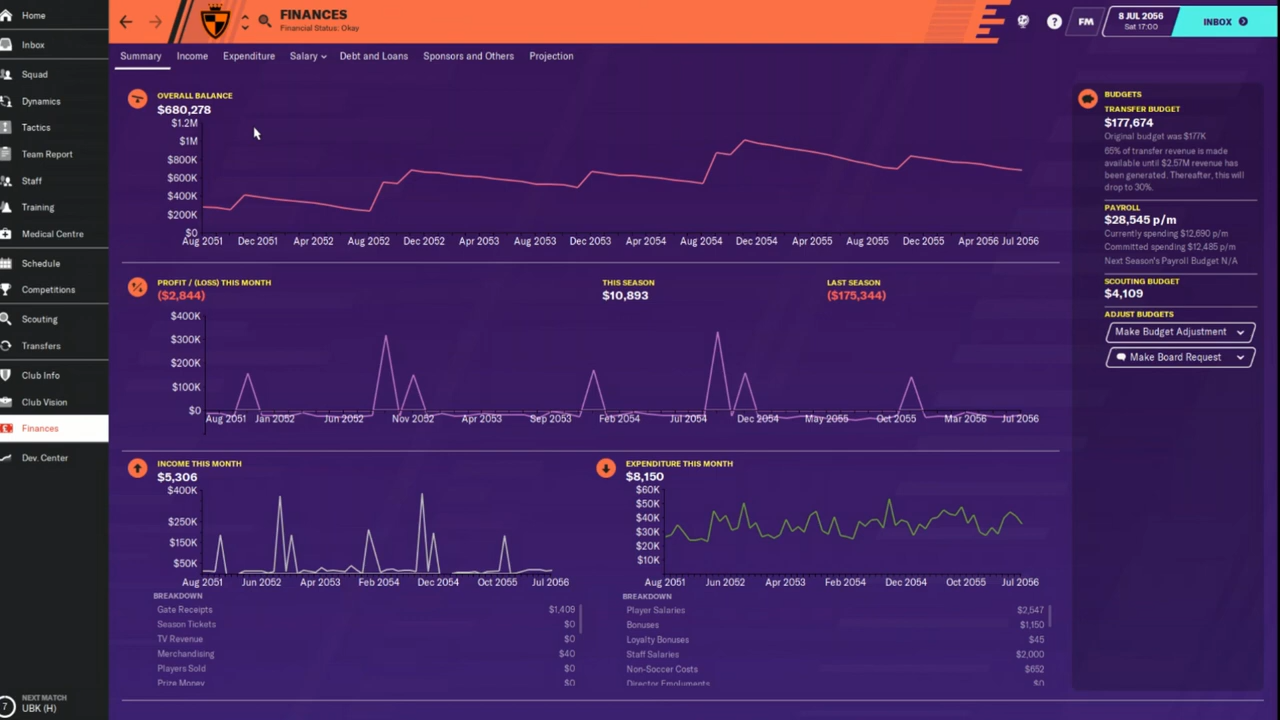 Home
Inbox
Squad
Dynamics
Tactics
Team Report
Staff
Training
Medical Centre
Schedule
Competitions
Scouting
Transfers
Club Info
Club Vision
Finances
Dev. Center
7
NEXT MATCH
UBK (H)
FINANCES
Financial Status: Okay
?
FM
8 JUL 2056
Sat 17:00
INBOX
Summary
Income
Expenditure
Salary
Debt and Loans
Sponsors and Others
Projection
OVERALL BALANCE
$680,278
$1.2M
$1M
$800K
$600K
$400K
$200K
$0
Aug 2051 Dec 2051 Apr 2052 Aug 2052 Dec 2052 Apr 2053 Aug 2053 Dec 2053 Apr 2054 Aug 2054 Dec 2054 Apr 2055 Aug 2055 Dec 2055 Apr 2056 Jul 2056
PROFIT / (LOSS) THIS MONTH
($2,844)
THIS SEASON
$10,893
LAST SEASON
($175,344)
$400K
$300K
$200K
$100K
$0
Aug 2051 Jan 2052 Jun 2052 Nov 2052 Apr 2053 Sep 2053 Feb 2054 Jul 2054 Dec 2054 May 2055 Oct 2055 Mar 2056 Jul 2056
INCOME THIS MONTH
$5,306
$400K
$250K
$150K
$50K
Aug 2051 Jun 2052 Apr 2053 Feb 2054 Dec 2054 Oct 2055 Jul 2056
BREAKDOWN
Gate Receipts $1,409
Season Tickets $0
TV Revenue $0
Merchandising $40
Players Sold $0
Prize Money $0
EXPENDITURE THIS MONTH
$8,150
$60K
$50K
$40K
$30K
$20K
$10K
Aug 2051 Jun 2052 Apr 2053 Feb 2054 Dec 2054 Oct 2055 Jul 2056
BREAKDOWN
Player Salaries $2,547
Bonuses $1,150
Loyalty Bonuses $45
Staff Salaries $2,000
Non-Soccer Costs $652
Director Emoluments $0
BUDGETS
TRANSFER BUDGET
$177,674
Original budget was $177K
65% of transfer revenue is made
available until $2.57M revenue has
been generated. Thereafter, this will
drop to 30%.
PAYROLL
$28,545 p/m
Currently spending $12,690 p/m
Committed spending $12,485 p/m
Next Season's Payroll Budget N/A
SCOUTING BUDGET
$4,109
ADJUST BUDGETS
Make Budget Adjustment
Make Board Request